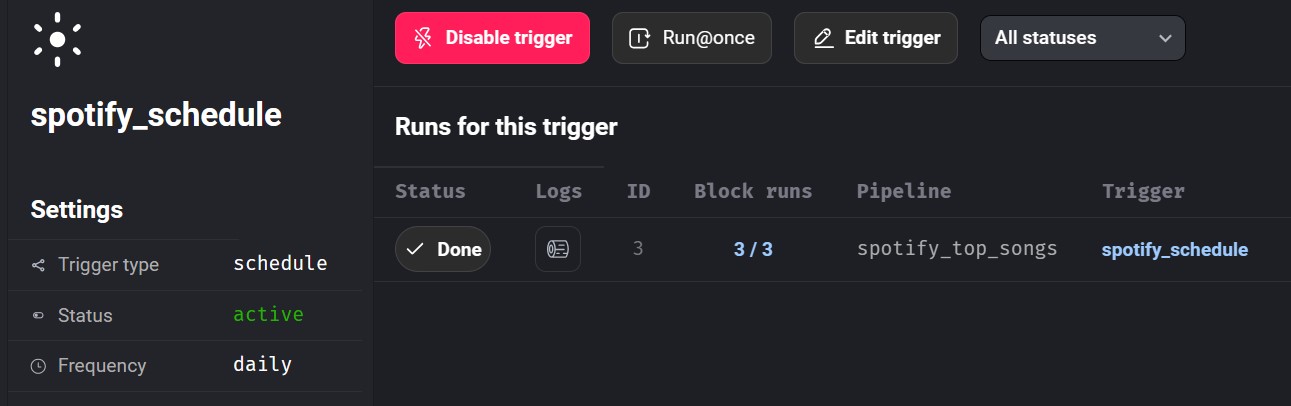 spotify_schedule
Settings
Trigger type schedule
Status active
Frequency daily
Disable trigger Run@once Edit trigger All statuses
Runs for this trigger
Status Logs ID Block runs Pipeline Trigger
Done 3 3 / 3 spotify_top_songs spotify_schedule